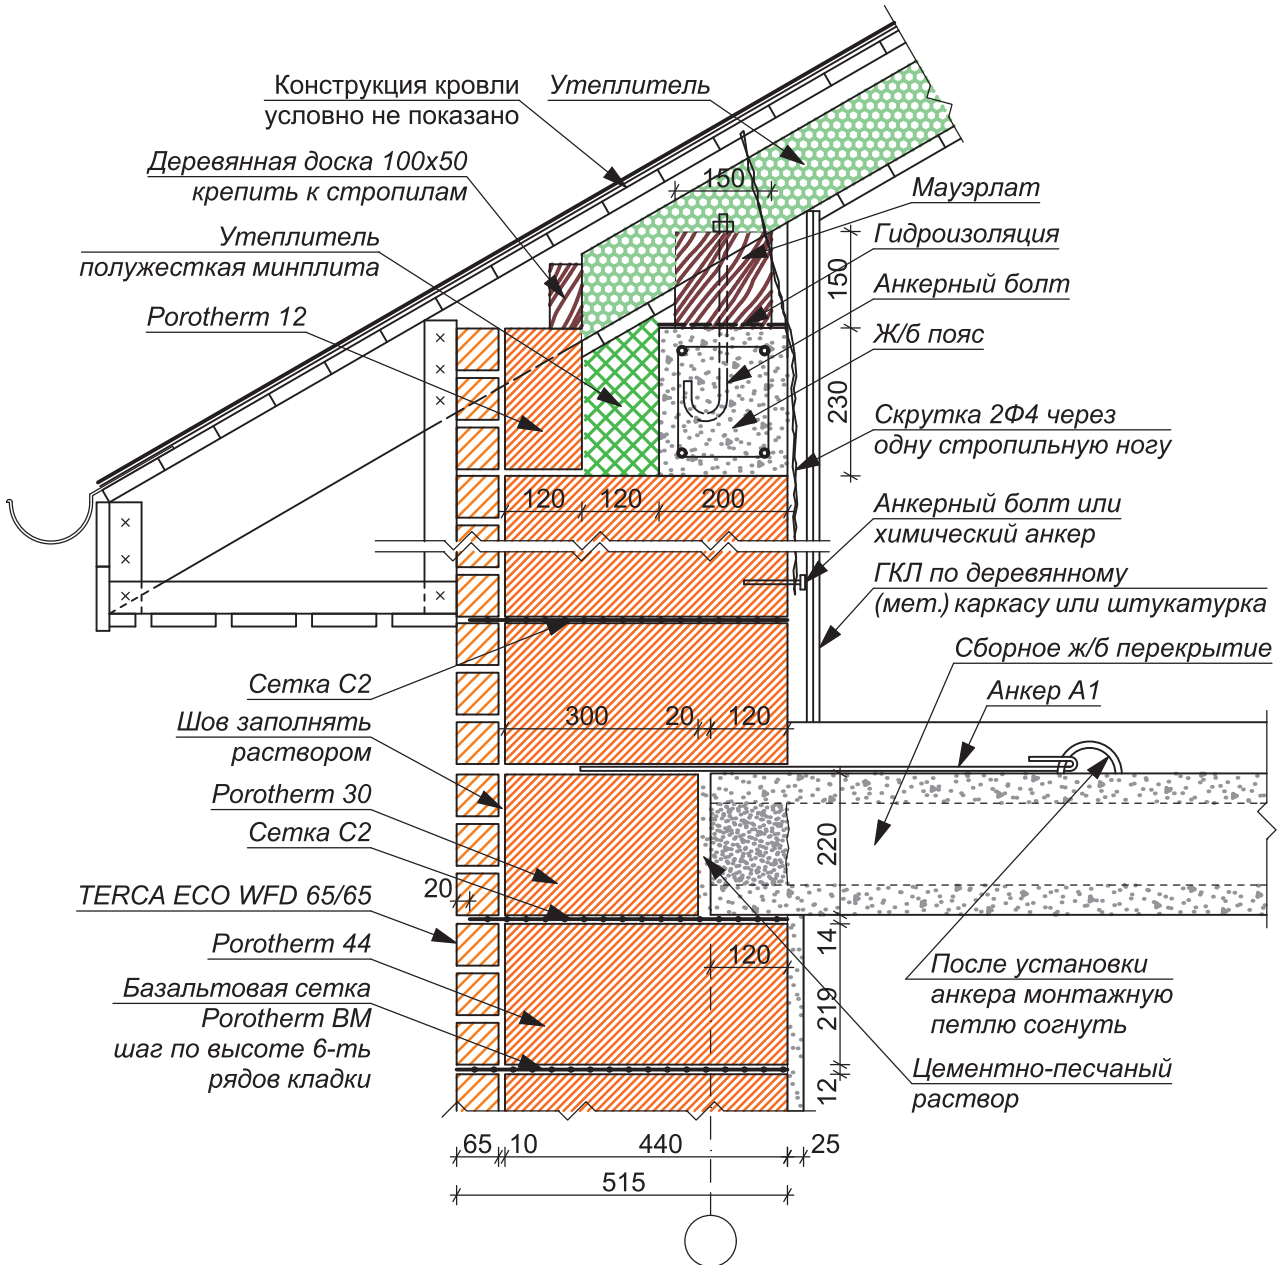 Конструкция кровли
условно не показано
Утеплитель
Деревянная доска 100х50
крепить к стропилам
150
Мауэрлат
Утеплитель
полужесткая минплита
Гидроизоляция
150
Анкерный болт
Porotherm 12
Ж/б пояс
230
Скрутка 2Ф4 через
одну стропильную ногу
120
120
200
Анкерный болт или
химический анкер
ГКЛ по деревянному
(мет.) каркасу или штукатурка
Сборное ж/б перекрытие
Сетка С2
Анкер А1
Шов заполнять
раствором
300
20
120
Porotherm 30
Сетка С2
220
TERCA ECO WFD 65/65
20
Porotherm 44
14
120
После установки
анкера монтажную
петлю согнуть
Базальтовая сетка
Porotherm BM
шаг по высоте 6-ть
рядов кладки
219
Цементно-песчаный
раствор
12
65
10
440
25
515